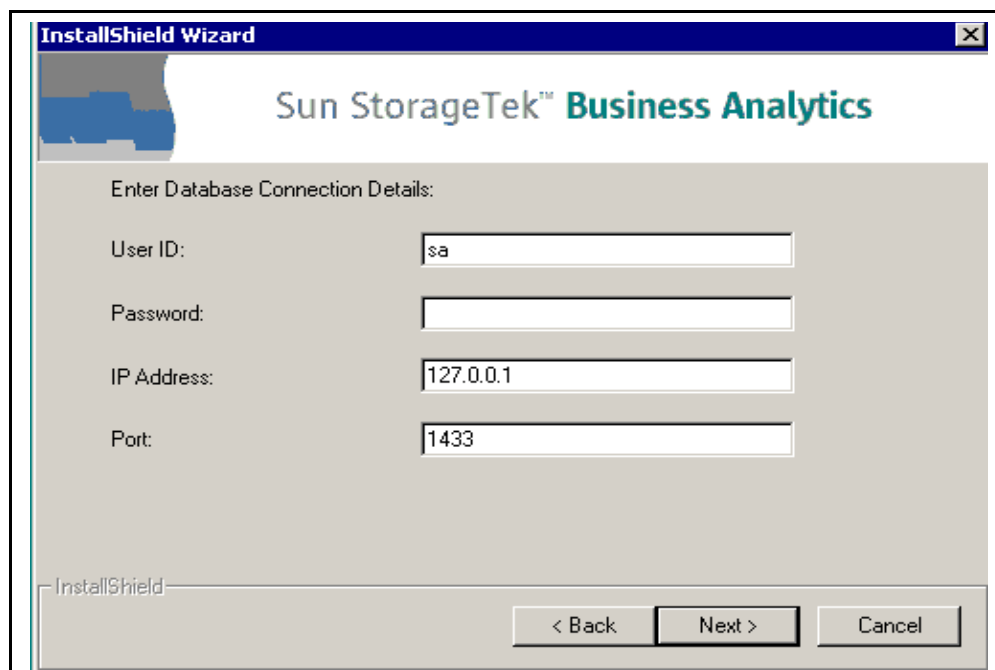 InstallShield Wizard
Sun StorageTek™ Business Analytics
Enter Database Connection Details:
User ID: sa
Password:
IP Address: 127.0.0.1
Port: 1433
InstallShield
< Back Next > Cancel